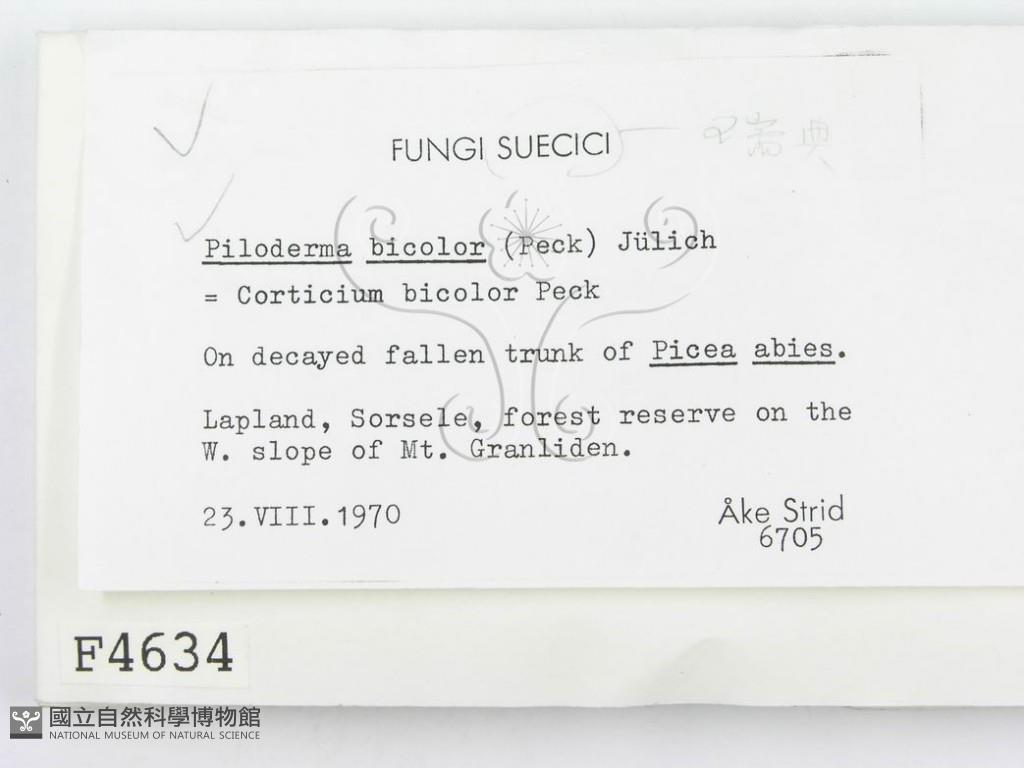 FUNGI SUECICI 瑞典
Piloderma bicolor (Peck) Jülich
= Corticium bicolor Peck
On decayed fallen trunk of Picea abies.
Lapland, Sorsele, forest reserve on the
W. slope of Mt. Granliden.
23.VIII.1970 Åke Strid
6705
F4634
國立自然科學博物館
NATIONAL MUSEUM OF NATURAL SCIENCE